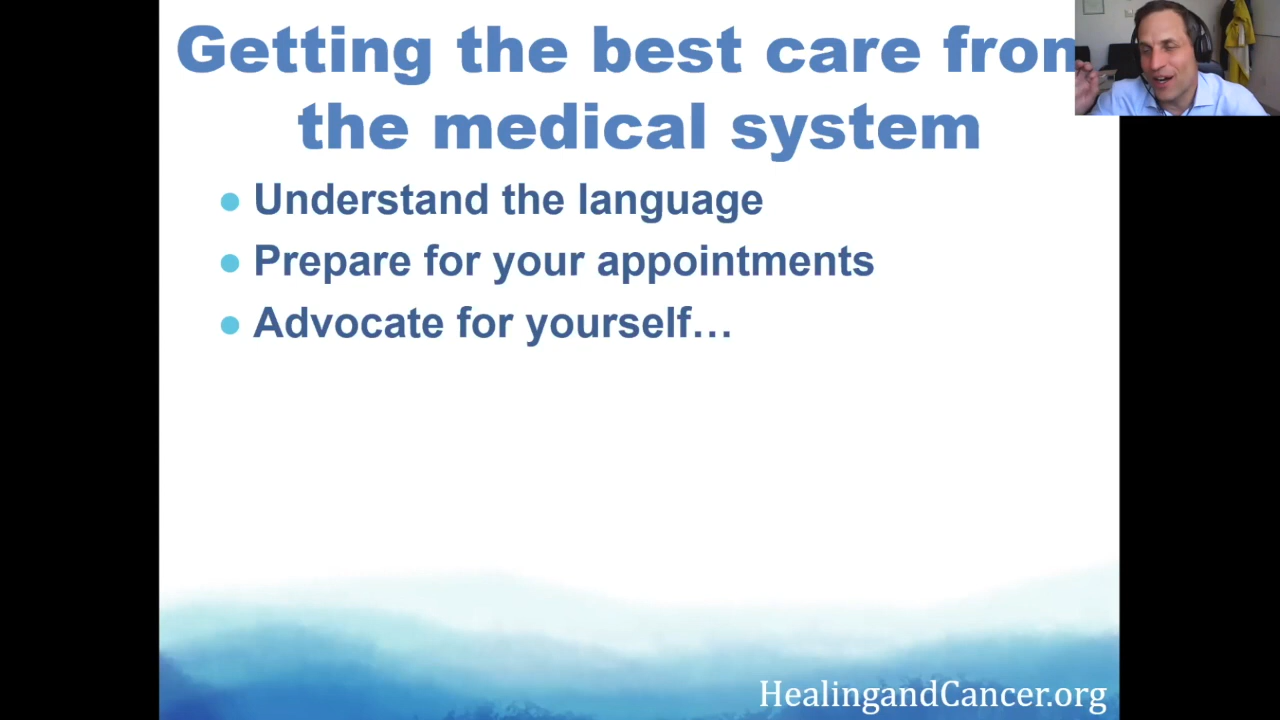 Getting the best care from
the medical system
Understand the language
Prepare for your appointments
Advocate for yourself…
HealingandCancer.org